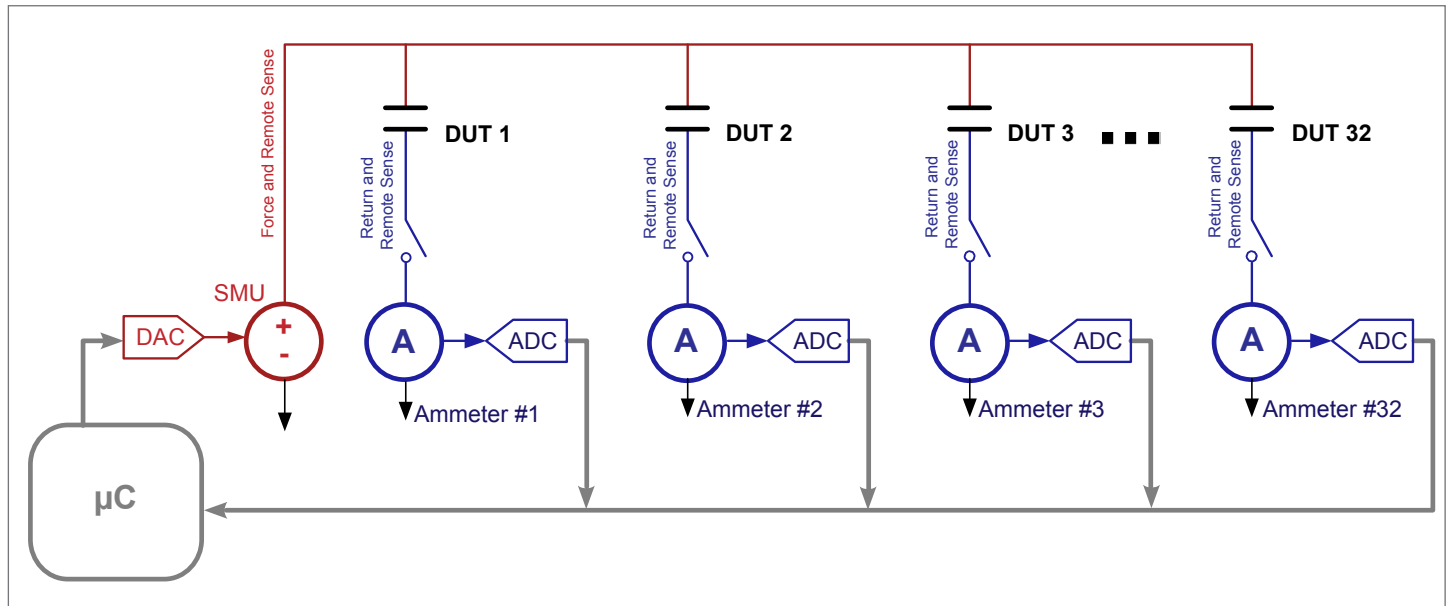 Force and Remote Sense
DUT 1
DUT 2
DUT 3
DUT 32
Return and
Remote Sense
Return and
Remote Sense
Return and
Remote Sense
Return and
Remote Sense
SMU
DAC
+
-
A
ADC
A
ADC
A
ADC
A
ADC
Ammeter #1
Ammeter #2
Ammeter #3
Ammeter #32
µC